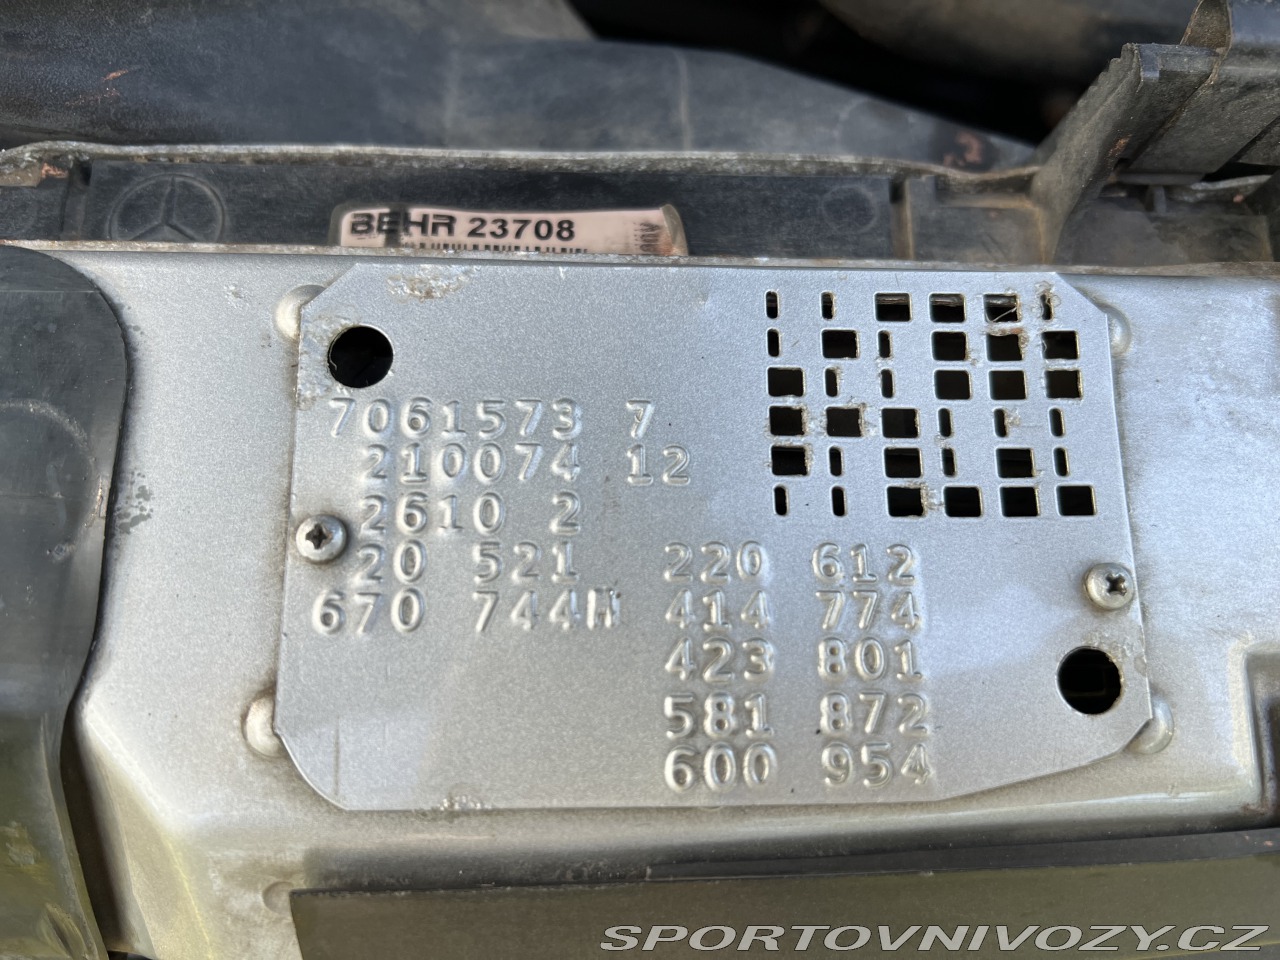 BEHR 23708
7061573 7
210074 12
2610 2
20 521 220 612
670 744H 414 774
423 801
581 872
600 954
SPORTOVNIVOZY.CZ